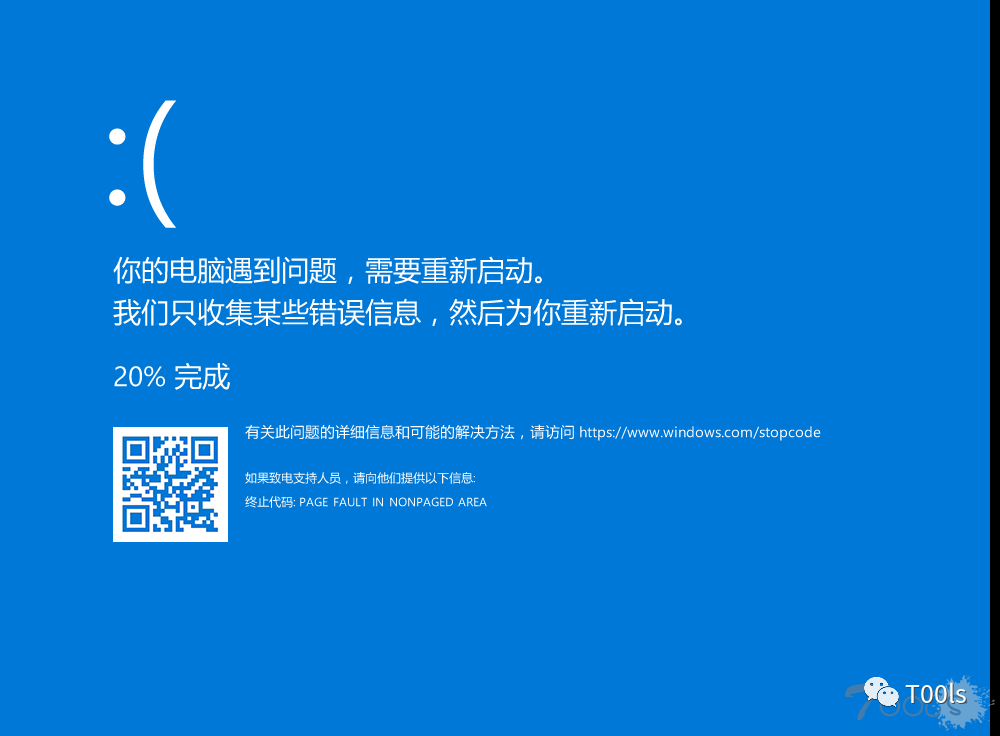 :(
你的电脑遇到问题，需要重新启动。
我们只收集某些错误信息，然后为你重新启动。
20% 完成
有关此问题的详细信息和可能的解决方法，请访问 https://www.windows.com/stopcode
如果致电支持人员，请向他们提供以下信息:
终止代码: PAGE FAULT IN NONPAGED AREA
T00ls
T00ls